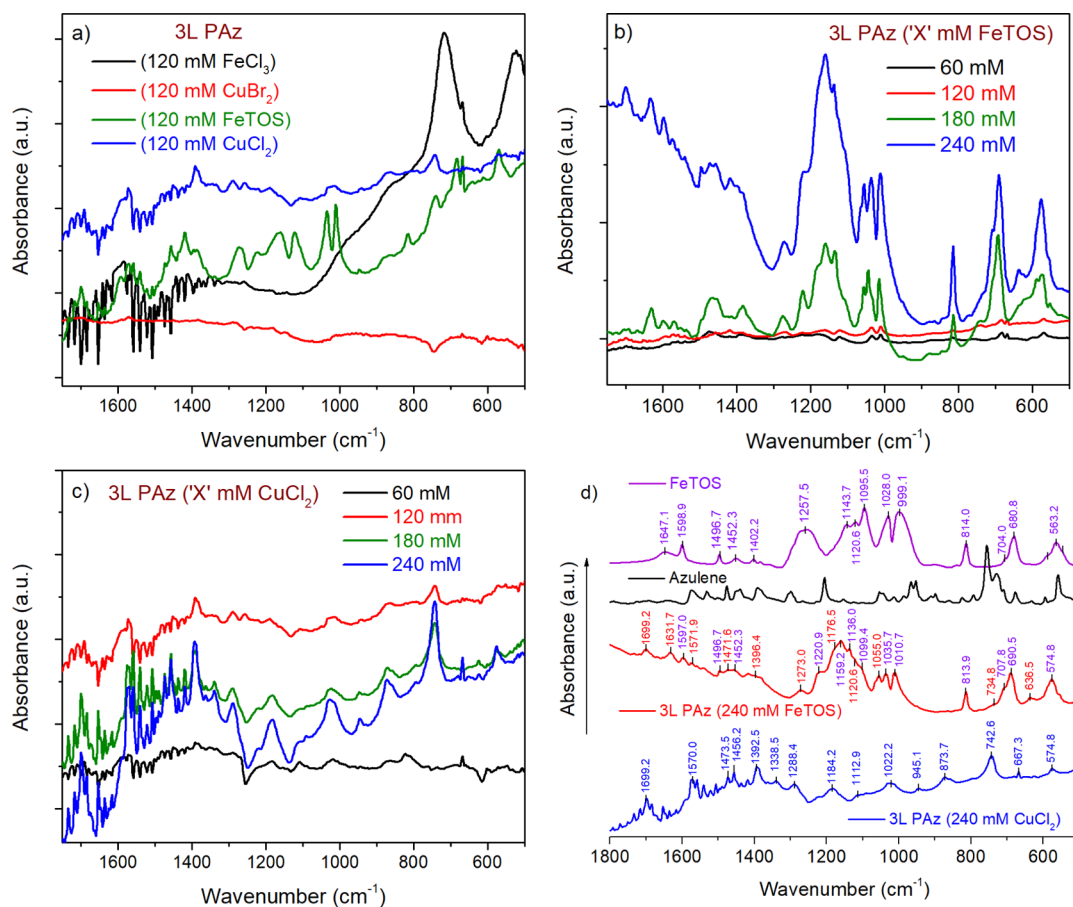 a)
3L PAz
(120 mM FeCl3)
(120 mM CuBr2)
(120 mM FeTOS)
(120 mM CuCl2)
Absorbance (a.u.)
1600 1400 1200 1000 800 600
Wavenumber (cm-1)
b)
3L PAz ('X' mM FeTOS)
60 mM
120 mM
180 mM
240 mM
Absorbance (a.u.)
1600 1400 1200 1000 800 600
Wavenumber (cm-1)
c)
3L PAz ('X' mM CuCl2)
60 mM
120 mm
180 mM
240 mM
Absorbance (a.u.)
1600 1400 1200 1000 800 600
Wavenumber (cm-1)
d)
FeTOS
1647.1 1598.9 1496.7 1452.3 1402.2 1257.5 1143.7 1120.6 1095.5 1028.0 999.1 814.0 704.0 680.8 563.2
Azulene
1699.2 1631.7 1597.0 1571.9 1496.7 1471.6 1452.3 1396.4 1273.0 1220.9 1176.5 1159.2 1136.0 1120.6 1099.4 1055.0 1035.7 1010.7 813.9 734.8 707.8 690.5 636.5 574.8
3L PAz (240 mM FeTOS)
1699.2 1570.0 1473.5 1456.2 1392.5 1338.5 1288.4 1184.2 1112.9 1022.2 945.1 873.7 742.6 667.3 574.8
3L PAz (240 mM CuCl2)
Absorbance (a.u.)
1800 1600 1400 1200 1000 800 600
Wavenumber (cm-1)